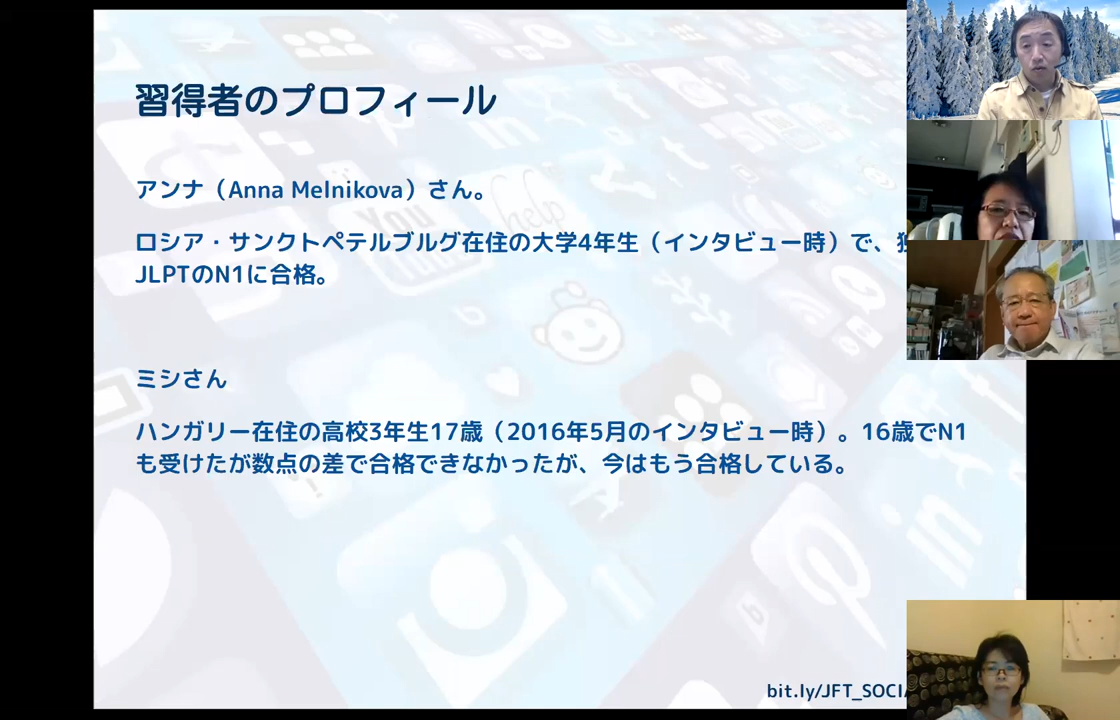 習得者のプロフィール
アンナ（Anna Melnikova）さん。
ロシア・サンクトペテルブルグ在住の大学4年生（インタビュー時）で、
JLPTのN1に合格。
ミシさん
ハンガリー在住の高校3年生17歳（2016年5月のインタビュー時）。16歳でN1
も受けたが数点の差で合格できなかったが、今はもう合格している。
bit.ly/JFT_SOCI
You
help
in